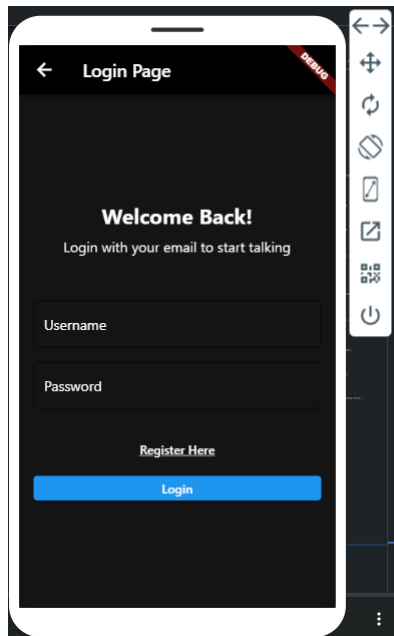 Login Page
DEBUG
Welcome Back!
Login with your email to start talking
Username
Password
Register Here
Login